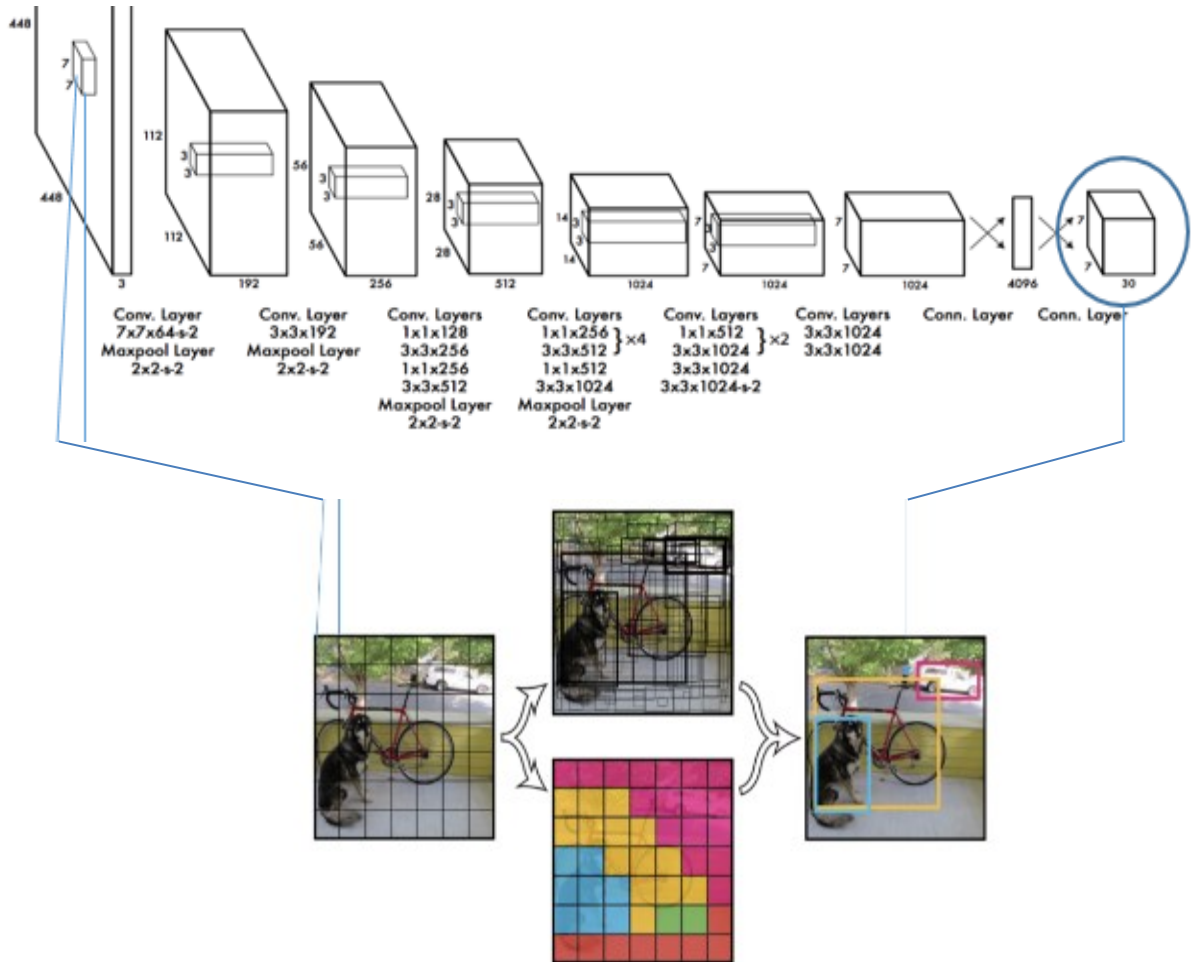 448
7
7
448
3
112
3
3
112
192
56
3
3
56
256
28
3
3
28
512
14
3
3
14
1024
7
3
3
7
1024
7
7
1024
4096
7
7
30
Conv. Layer
7x7x64-s-2
Maxpool Layer
2x2-s-2
Conv. Layer
3x3x192
Maxpool Layer
2x2-s-2
Conv. Layers
1x1x128
3x3x256
1x1x256
3x3x512
Maxpool Layer
2x2-s-2
Conv. Layers
1x1x256
3x3x512
}×4
1x1x512
3x3x1024
Maxpool Layer
2x2-s-2
Conv. Layers
1x1x512
3x3x1024
}×2
3x3x1024
3x3x1024-s-2
Conv. Layers
3x3x1024
3x3x1024
Conn. Layer
Conn. Layer